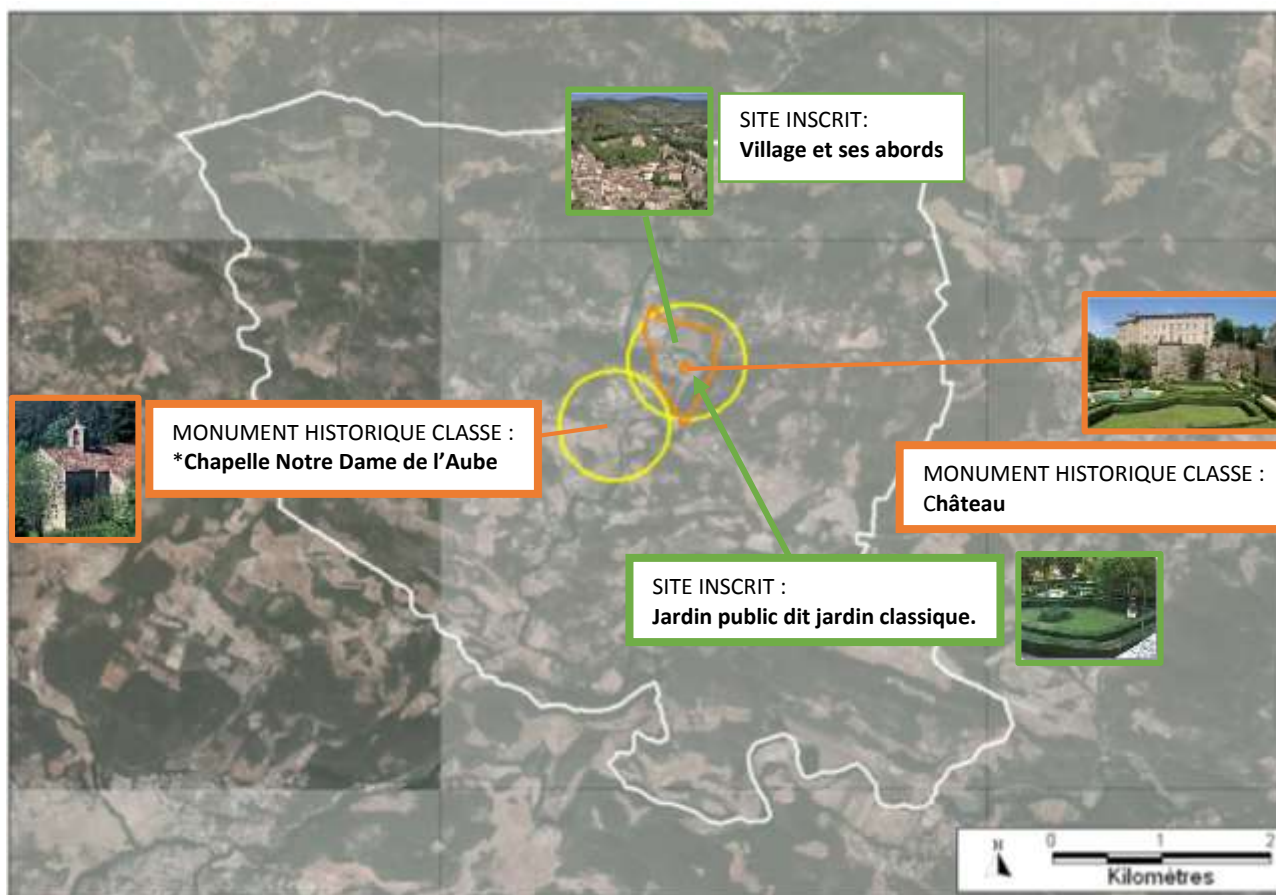 SITE INSCRIT:
Village et ses abords
MONUMENT HISTORIQUE CLASSE :
*Chapelle Notre Dame de l’Aube
MONUMENT HISTORIQUE CLASSE :
Château
SITE INSCRIT :
Jardin public dit jardin classique.
N
0 1 2
Kilomètres